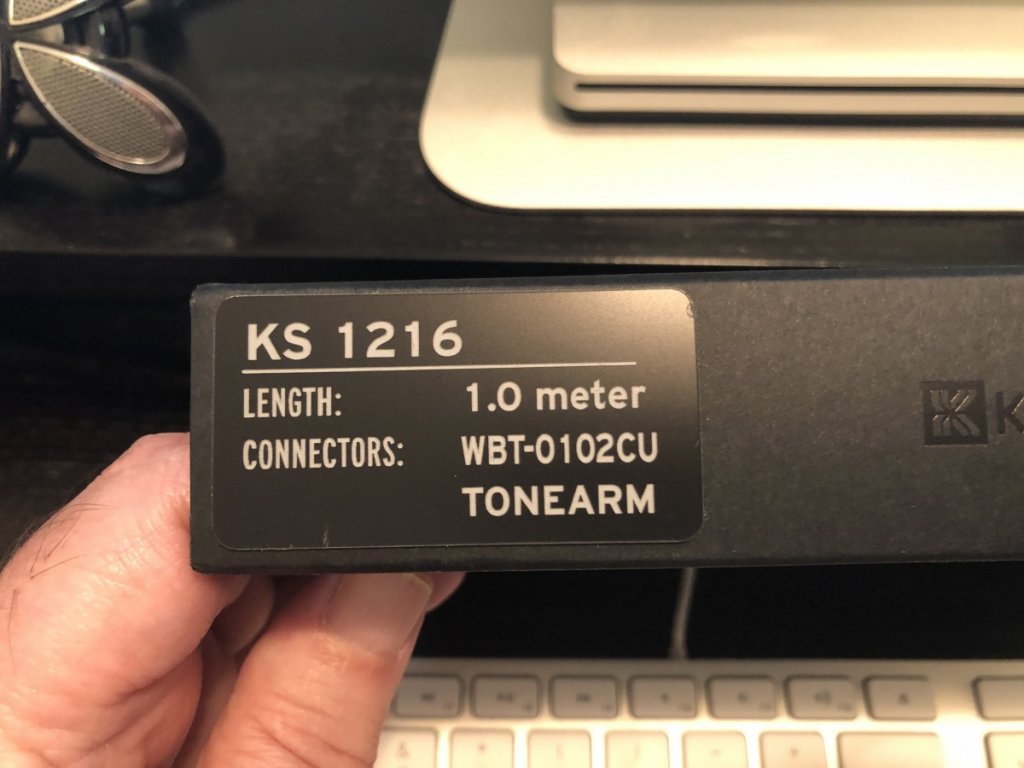 KS 1216
LENGTH: 1.0 meter
CONNECTORS: WBT-0102CU
TONEARM
K